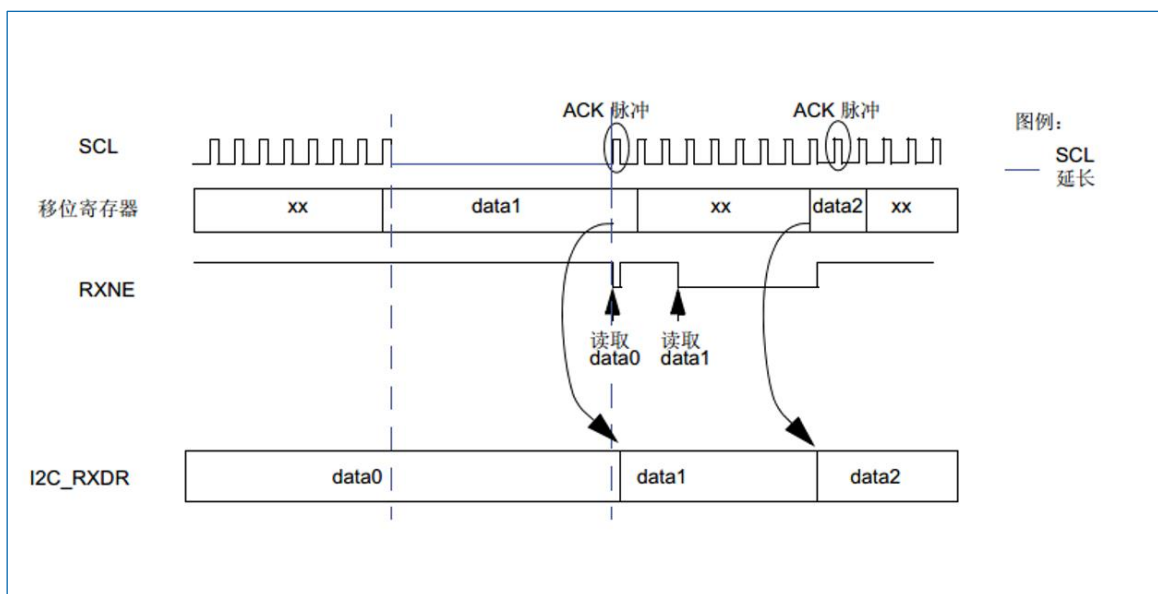 ACK 脉冲
ACK 脉冲
图例:
SCL
SCL
延长
移位寄存器
xx
data1
xx
data2
xx
RXNE
读取
data0
读取
data1
I2C_RXDR
data0
data1
data2